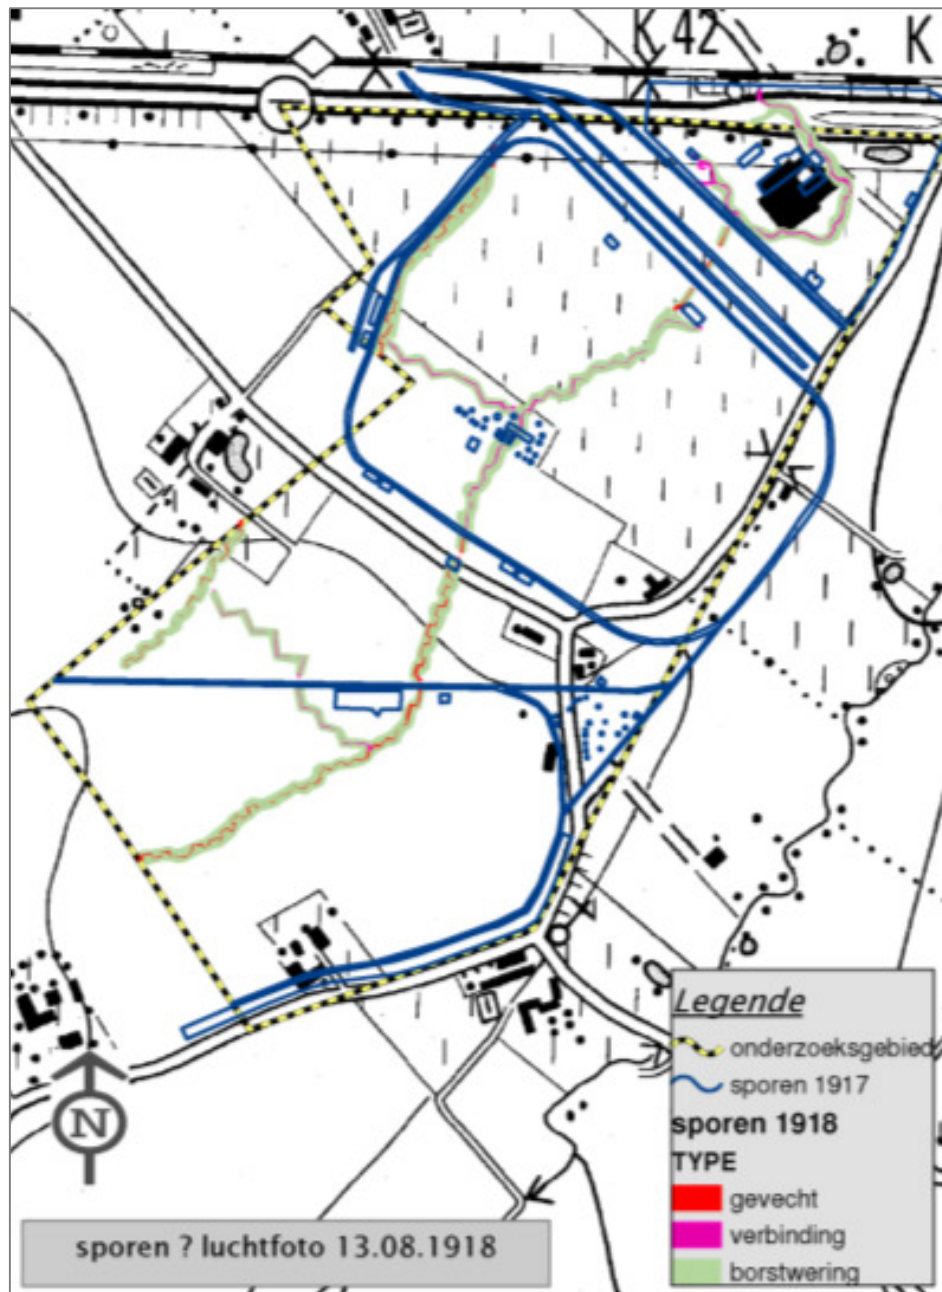 K 42
K
Legende
onderzoeksgebied
sporen 1917
sporen 1918
TYPE
gevecht
verbinding
borstwering
N
sporen ? luchtfoto 13.08.1918